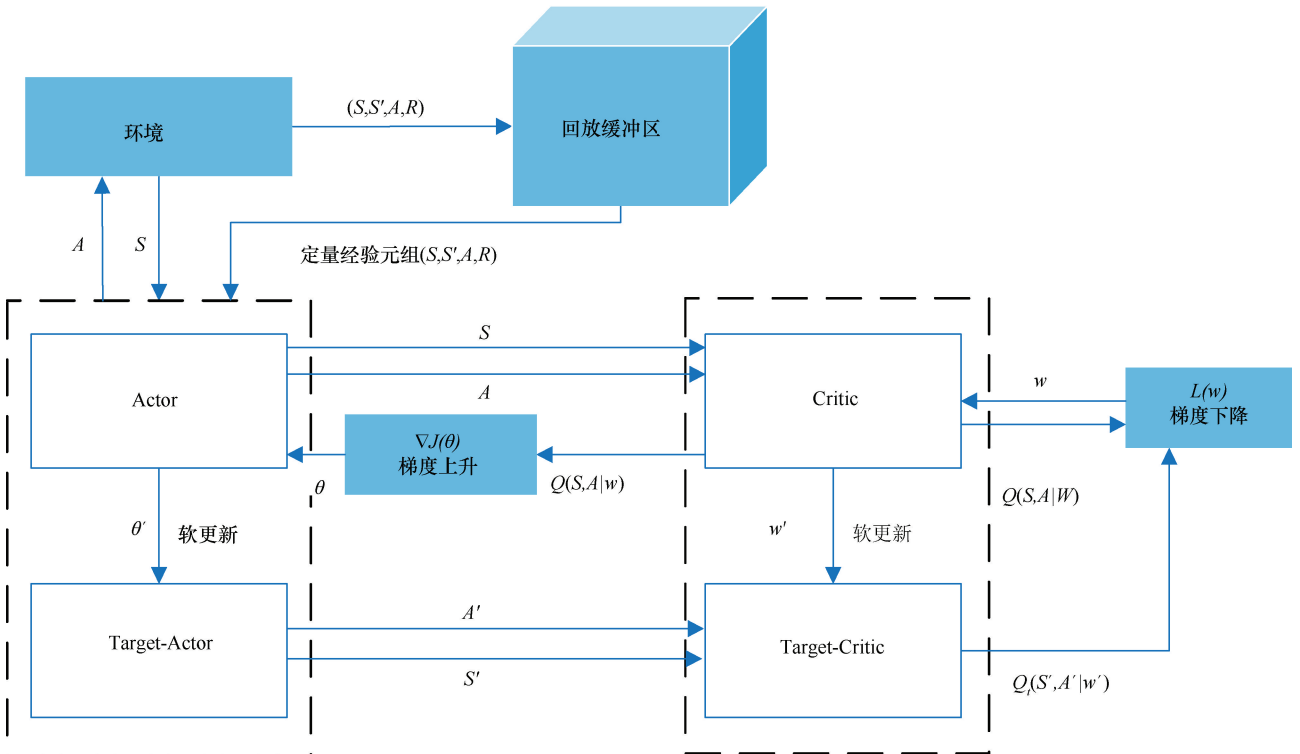 (S,S′,A,R)
环境
回放缓冲区
A
S
定量经验元组(S,S′,A,R)
S
Actor
A
Critic
w
L(w)
梯度下降
∇J(θ)
梯度上升
θ
Q(S,A|w)
Q(S,A|W)
θ′
软更新
w′
软更新
A′
Target-Actor
Target-Critic
S′
Qt(S′,A′|w′)